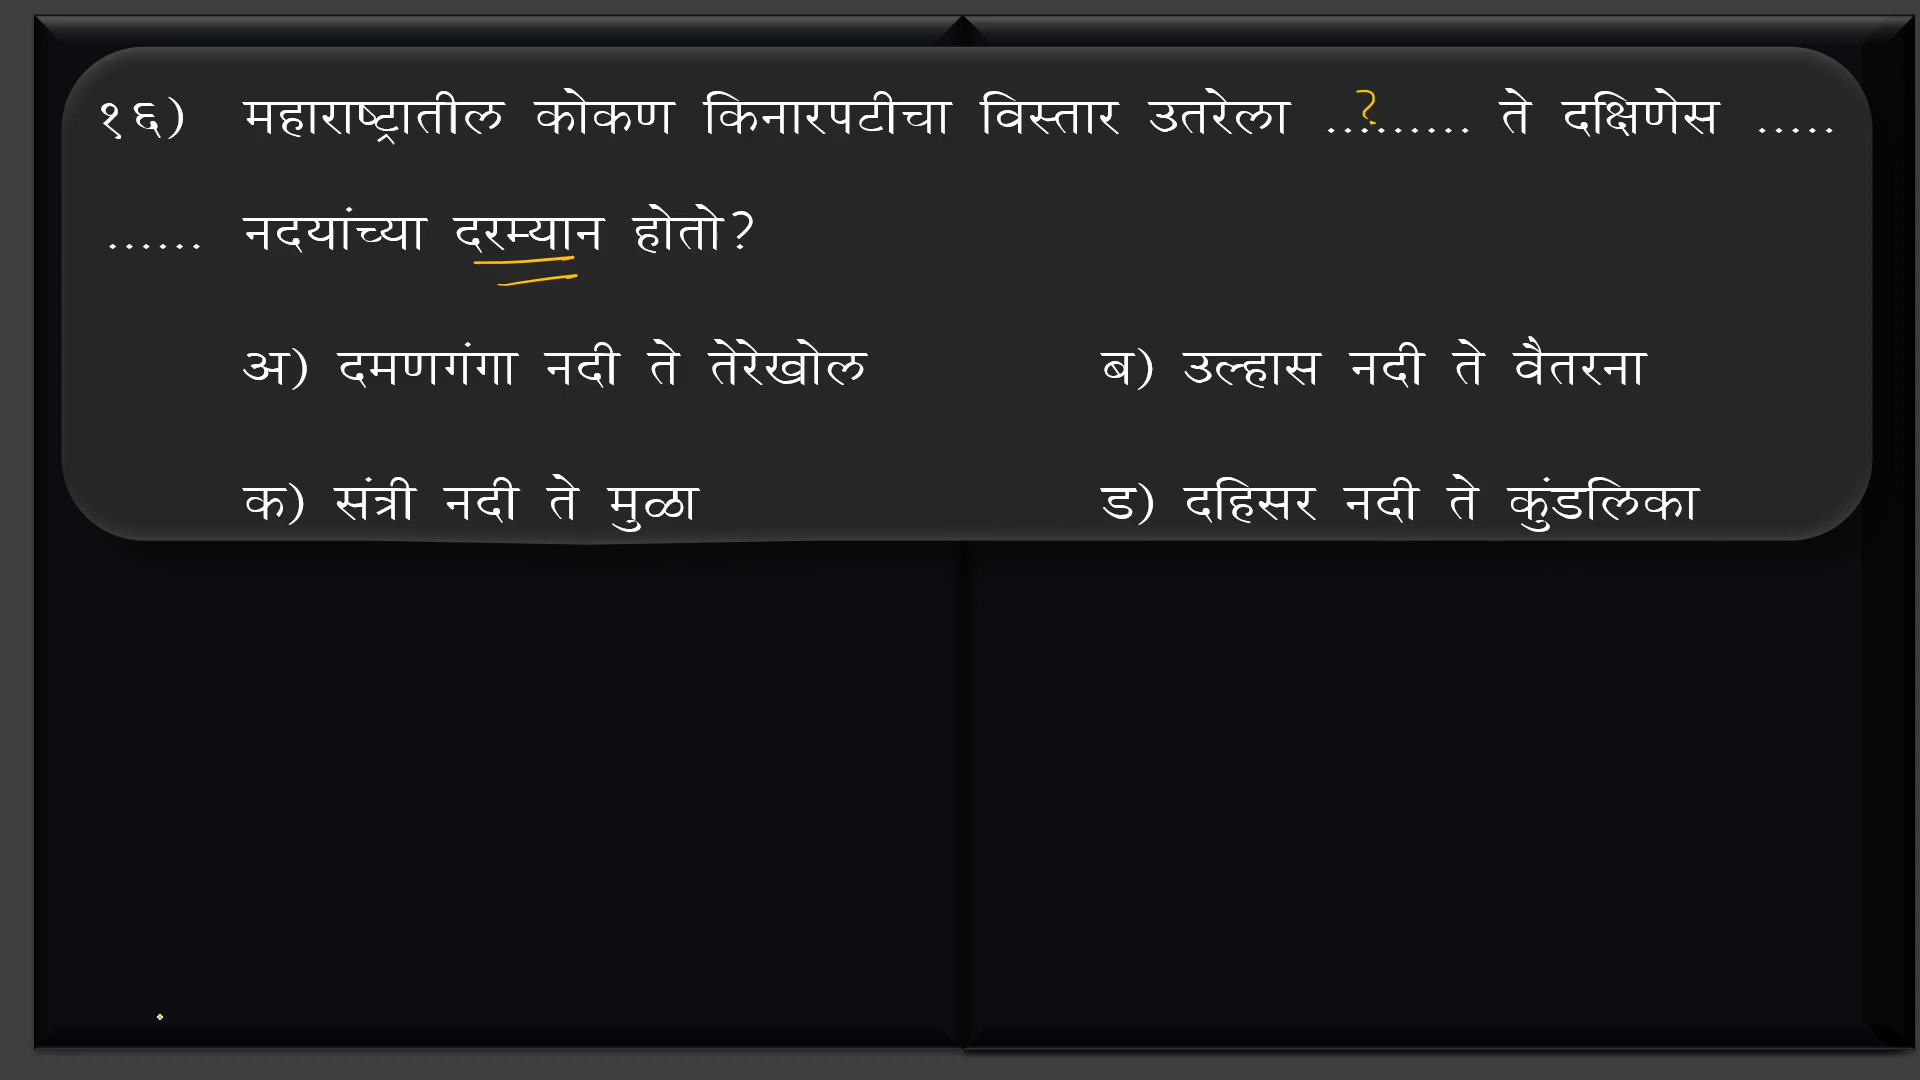 १६) महाराष्ट्रातील कोकण किनारपटीचा विस्तार उतरेला ......... ते दक्षिणेस .....
?
...... नदयांच्या दरम्यान होतो?
अ) दमणगंगा नदी ते तेरेखोल ब) उल्हास नदी ते वैतरना
क) संत्री नदी ते मुळा ड) दहिसर नदी ते कुंडलिका